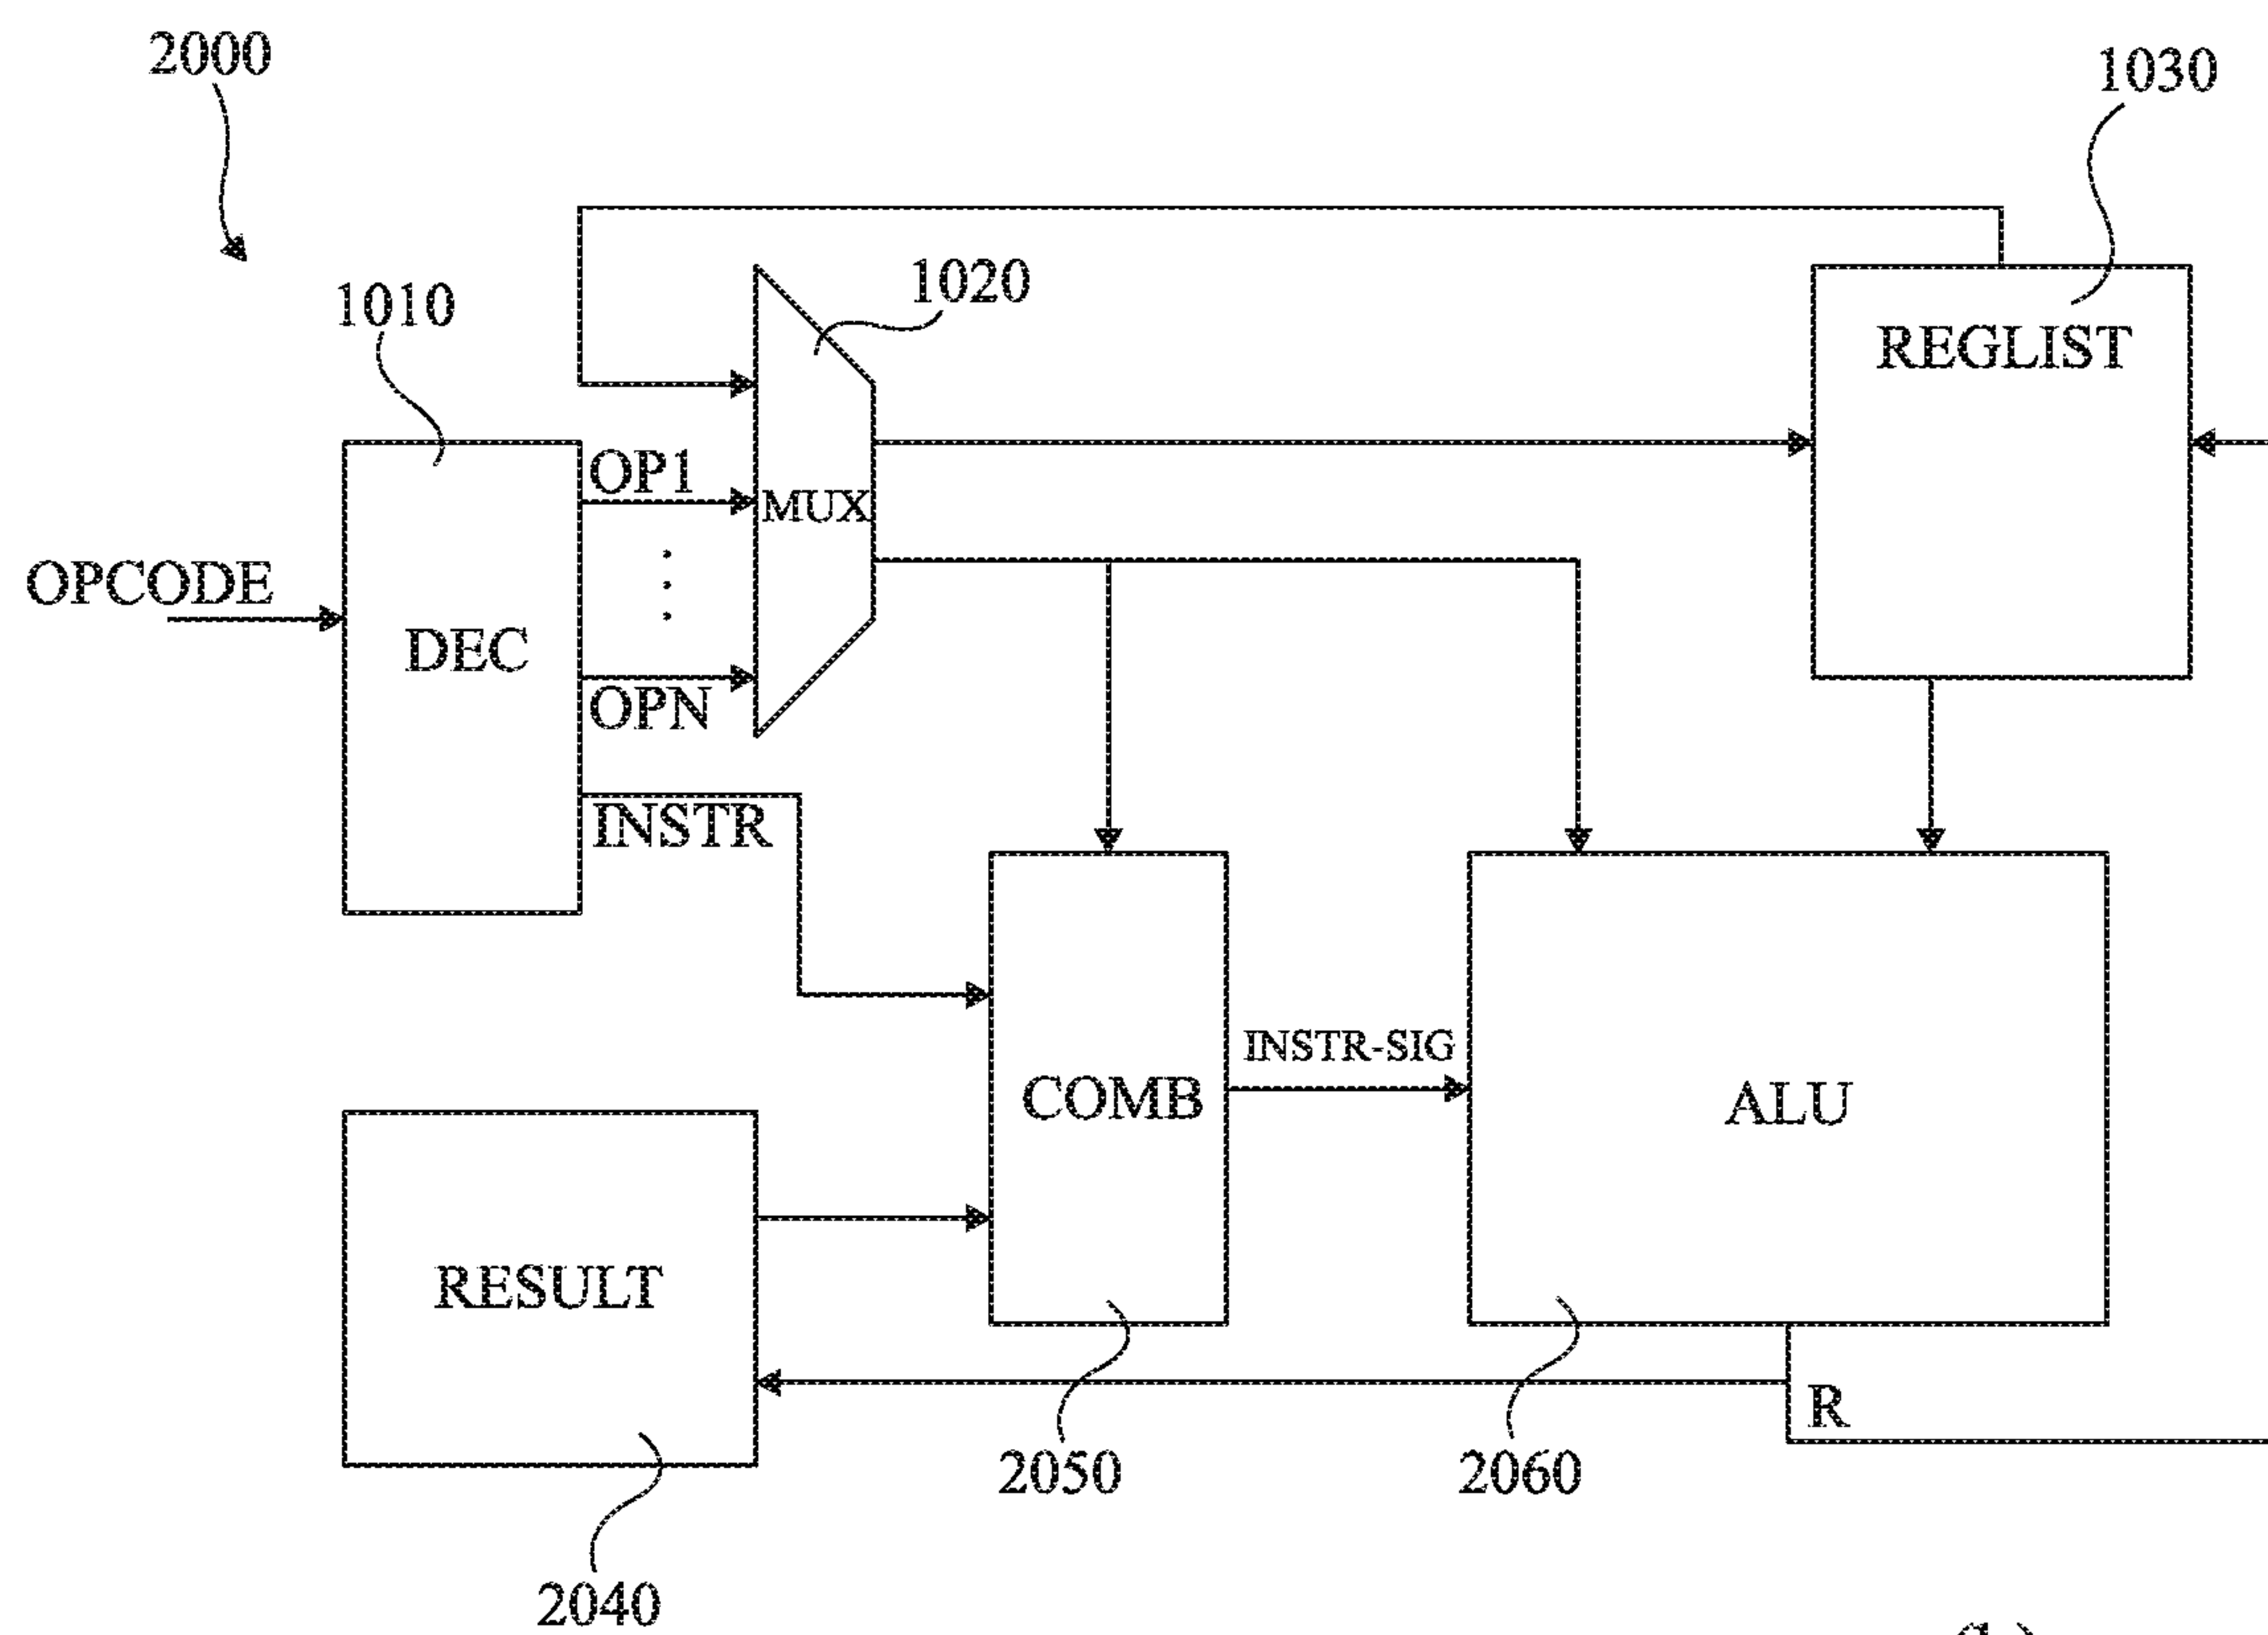 2000
1030
1020
1010
REGLIST
OP1
MUX
OPCODE
DEC
OPN
INSTR
INSTR-SIG
COMB
ALU
RESULT
R
2050
2060
2040